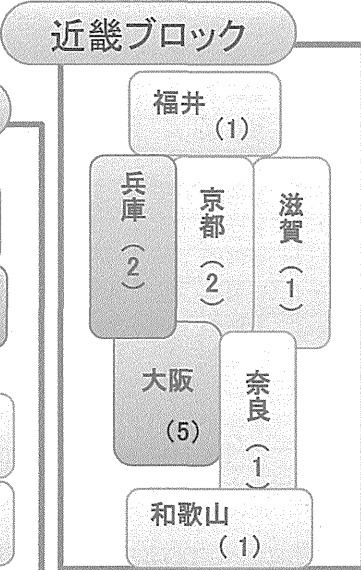 近畿ブロック
福井
(1)
兵庫(2)
京都(2)
滋賀(1)
大阪
(5)
奈良(1)
和歌山
(1)